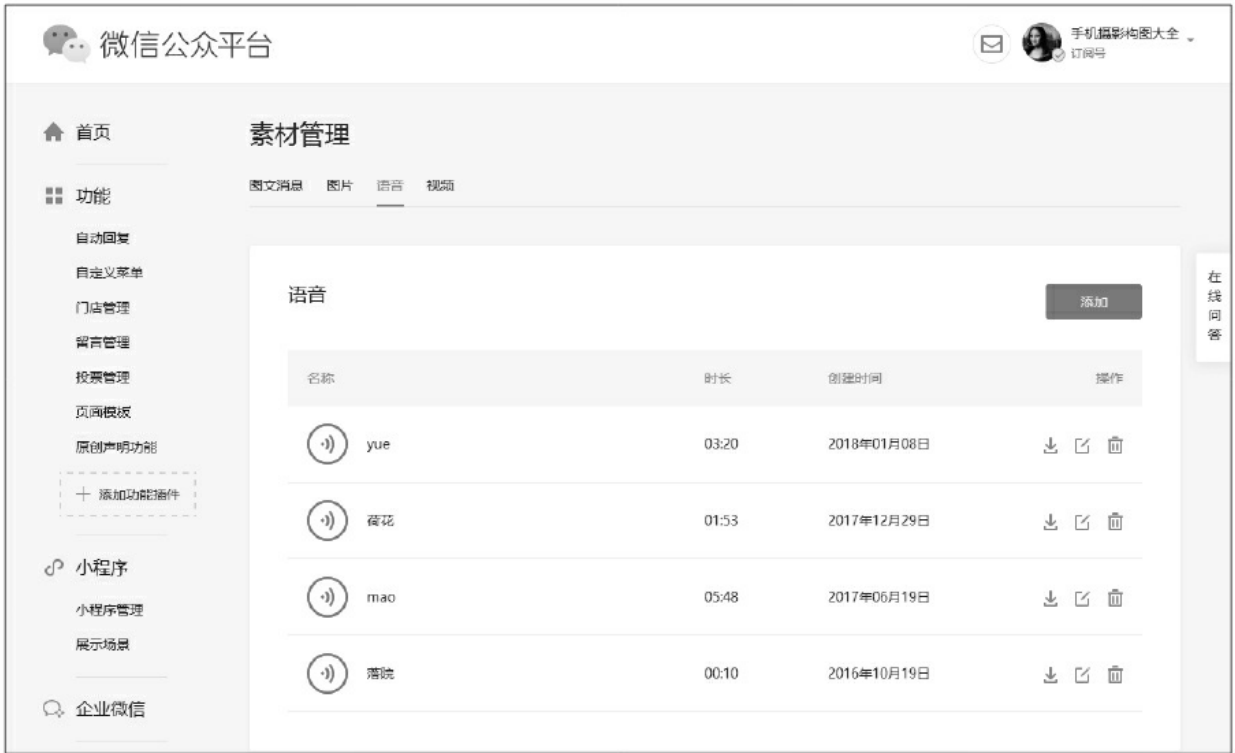 微信公众平台
手机摄影构图大全
订阅号
首页
功能
自动回复
自定义菜单
门店管理
留言管理
投票管理
页面模板
原创声明功能
添加功能插件
小程序
小程序管理
展示场景
企业微信
素材管理
图文消息 图片 语音 视频
语音
添加
名称 时长 创建时间 操作
yue 03:20 2018年01月08日
荷花 01:53 2017年12月29日
mao 05:48 2017年06月19日
落院 00:10 2016年10月19日
在
线
问
答